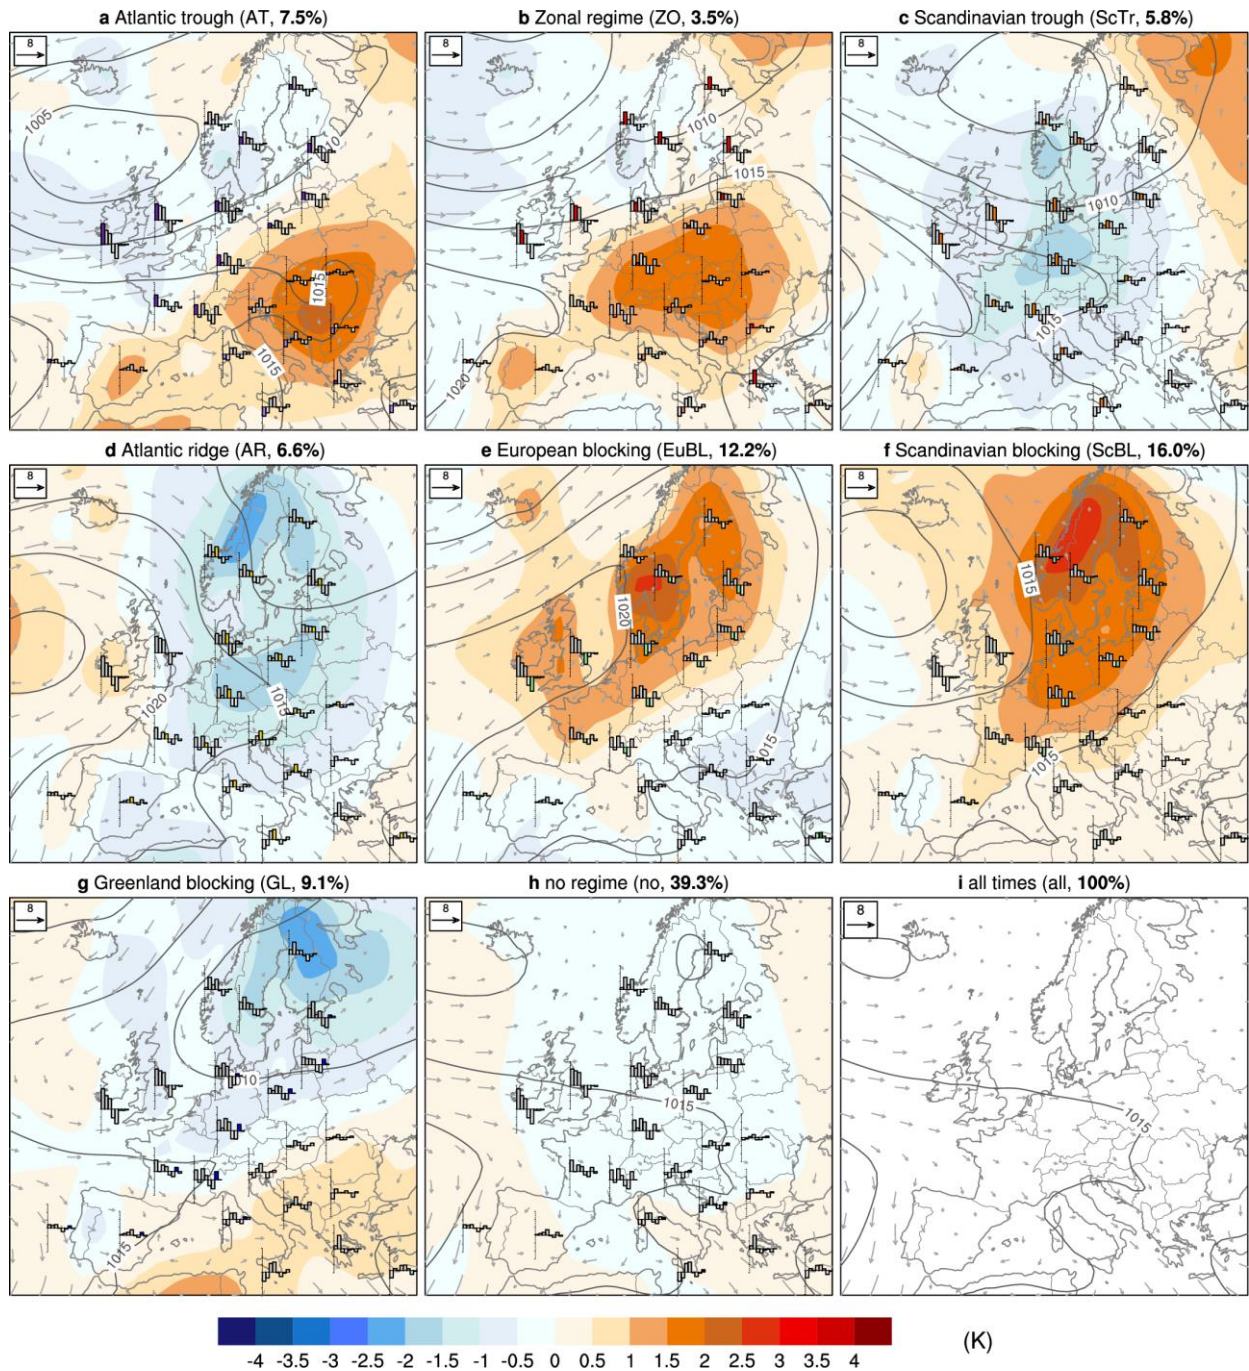 a Atlantic trough (AT, 7.5%)
b Zonal regime (ZO, 3.5%)
c Scandinavian trough (ScTr, 5.8%)
8
8
8
1005
1010
1010
1015
1010
1015
1015
1020
1015
d Atlantic ridge (AR, 6.6%)
e European blocking (EuBL, 12.2%)
f Scandinavian blocking (ScBL, 16.0%)
8
8
8
1020
1015
1020
1015
1015
1015
g Greenland blocking (GL, 9.1%)
h no regime (no, 39.3%)
i all times (all, 100%)
8
8
8
1015
1015
1015
-4 -3.5 -3 -2.5 -2 -1.5 -1 -0.5 0 0.5 1 1.5 2 2.5 3 3.5 4
(K)